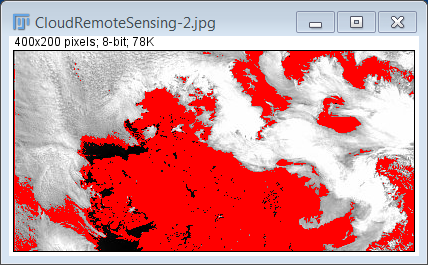 CloudRemoteSensing-2.jpg
400x200 pixels; 8-bit; 78K